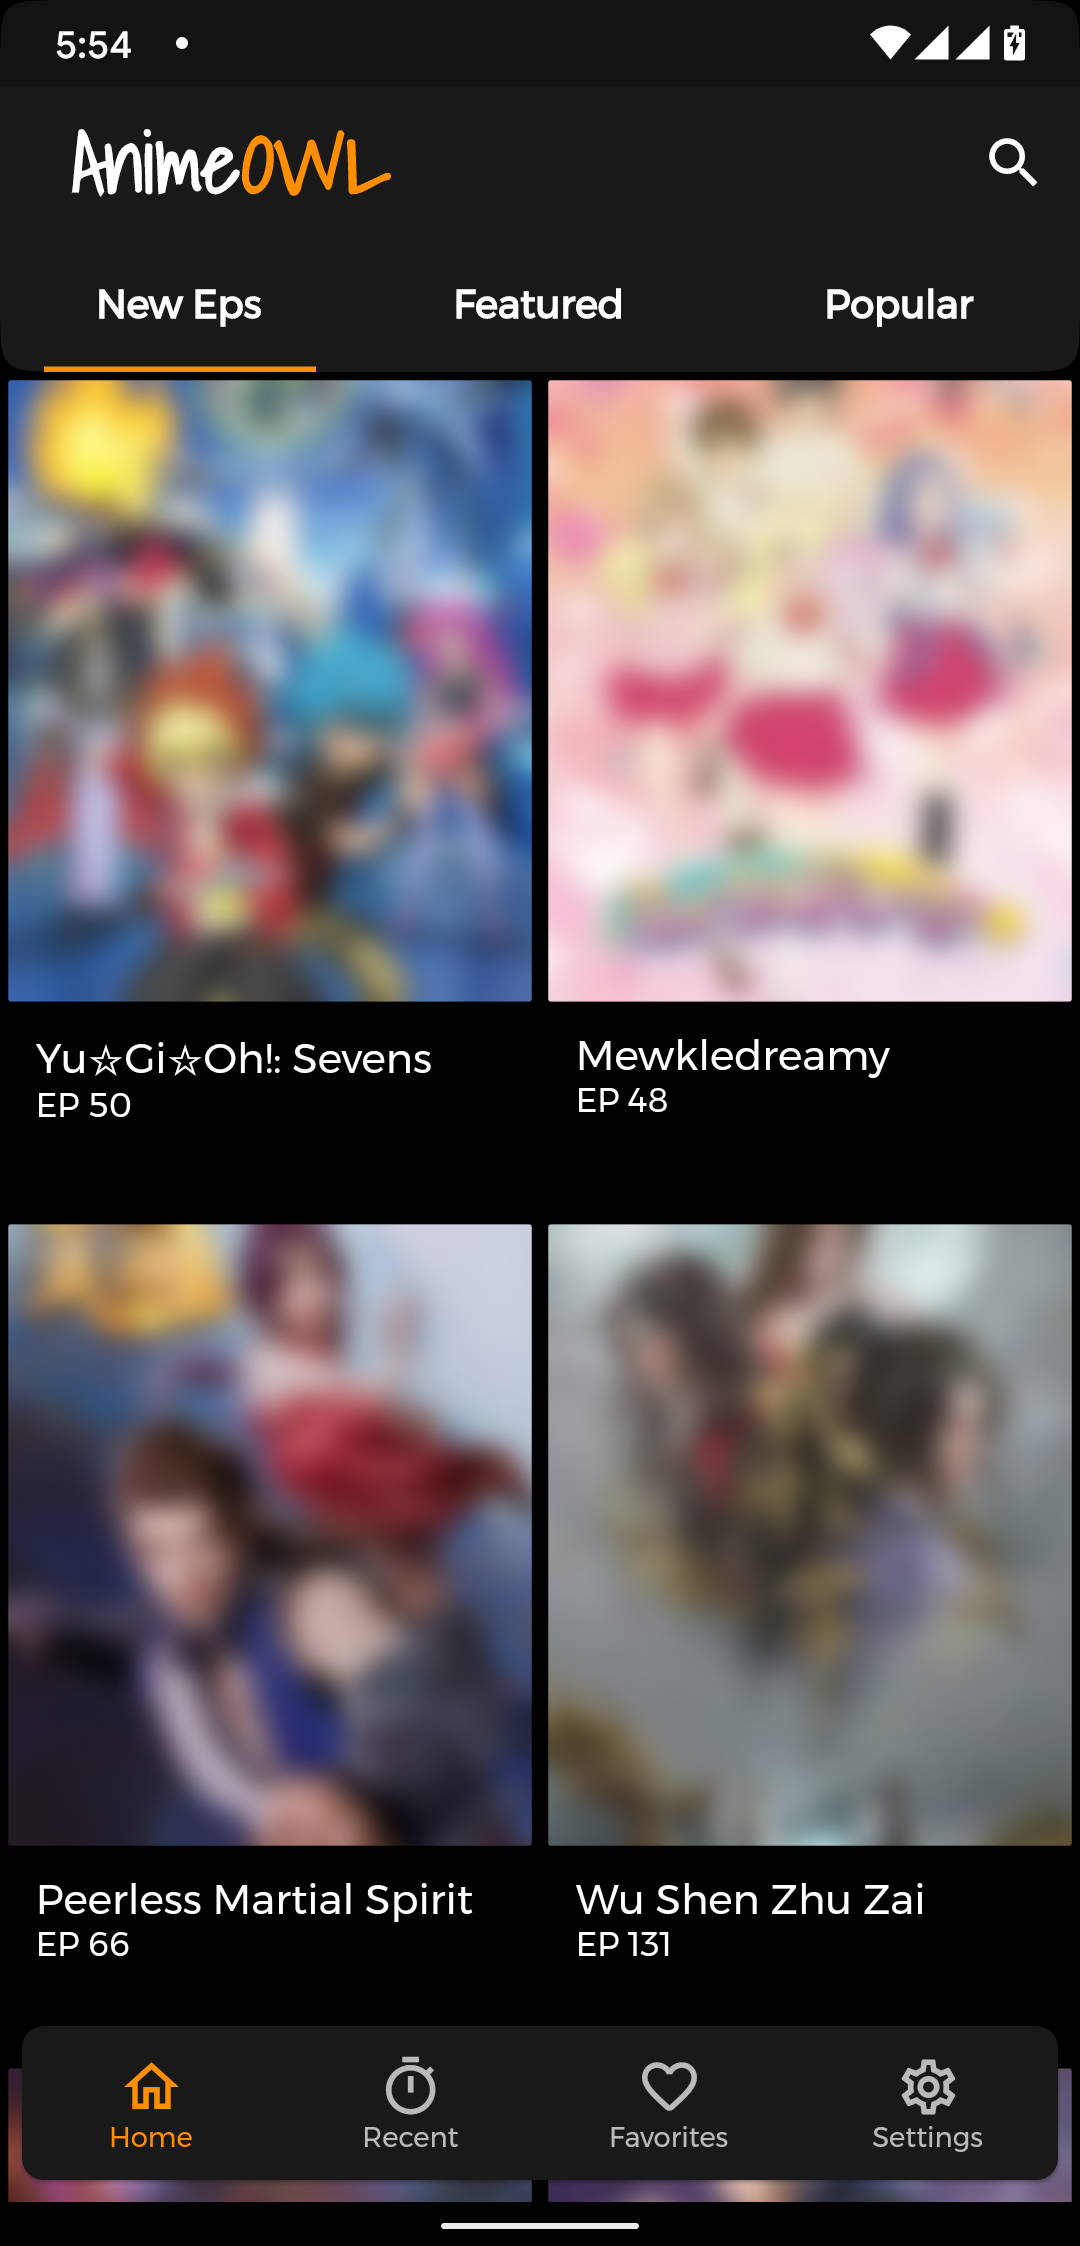 5:54
AnimeOWL
New Eps
Featured
Popular
Yu☆Gi☆Oh!: Sevens
EP 50
Mewkledreamy
EP 48
Peerless Martial Spirit
EP 66
Wu Shen Zhu Zai
EP 131
Home
Recent
Favorites
Settings